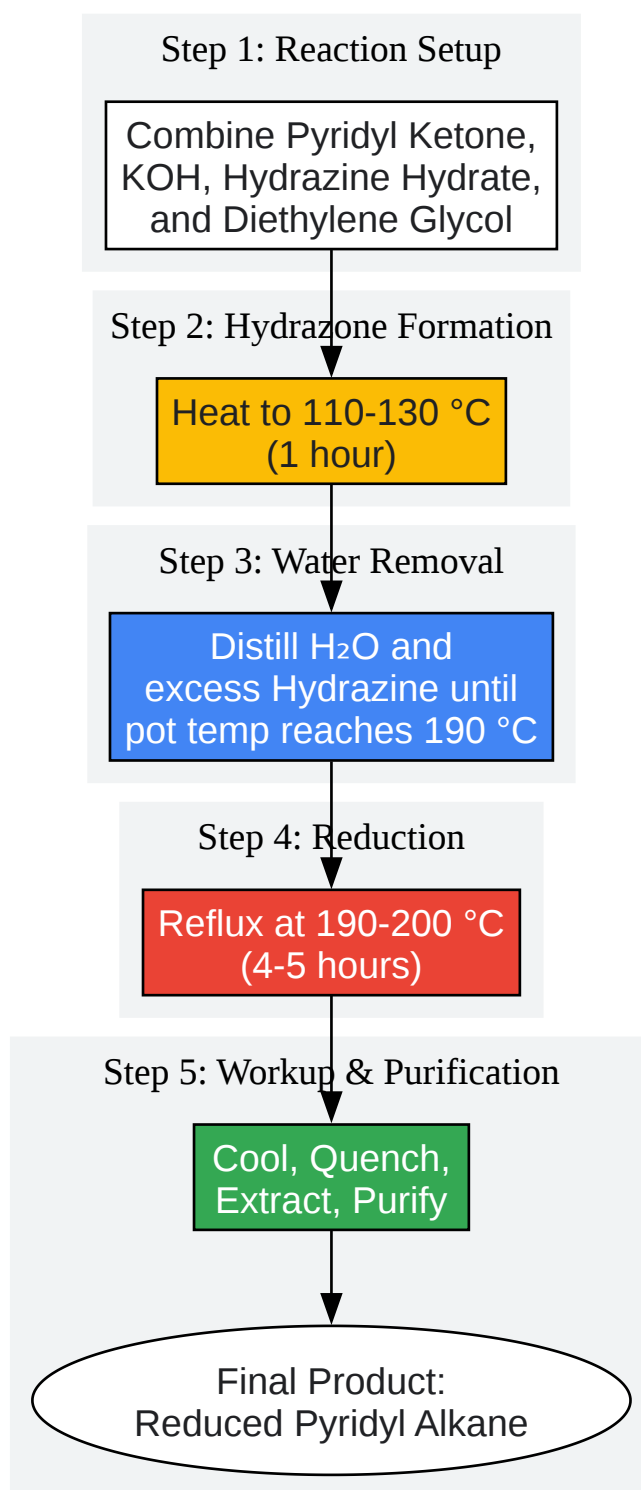 Step 1: Reaction Setup
Combine Pyridyl Ketone,
KOH, Hydrazine Hydrate,
and Diethylene Glycol
Step 2: Hydrazone Formation
Heat to 110-130 °C
(1 hour)
Step 3: Water Removal
Distill H₂O and
excess Hydrazine until
pot temp reaches 190 °C
Step 4: Reduction
Reflux at 190-200 °C
(4-5 hours)
Step 5: Workup & Purification
Cool, Quench,
Extract, Purify
Final Product:
Reduced Pyridyl Alkane